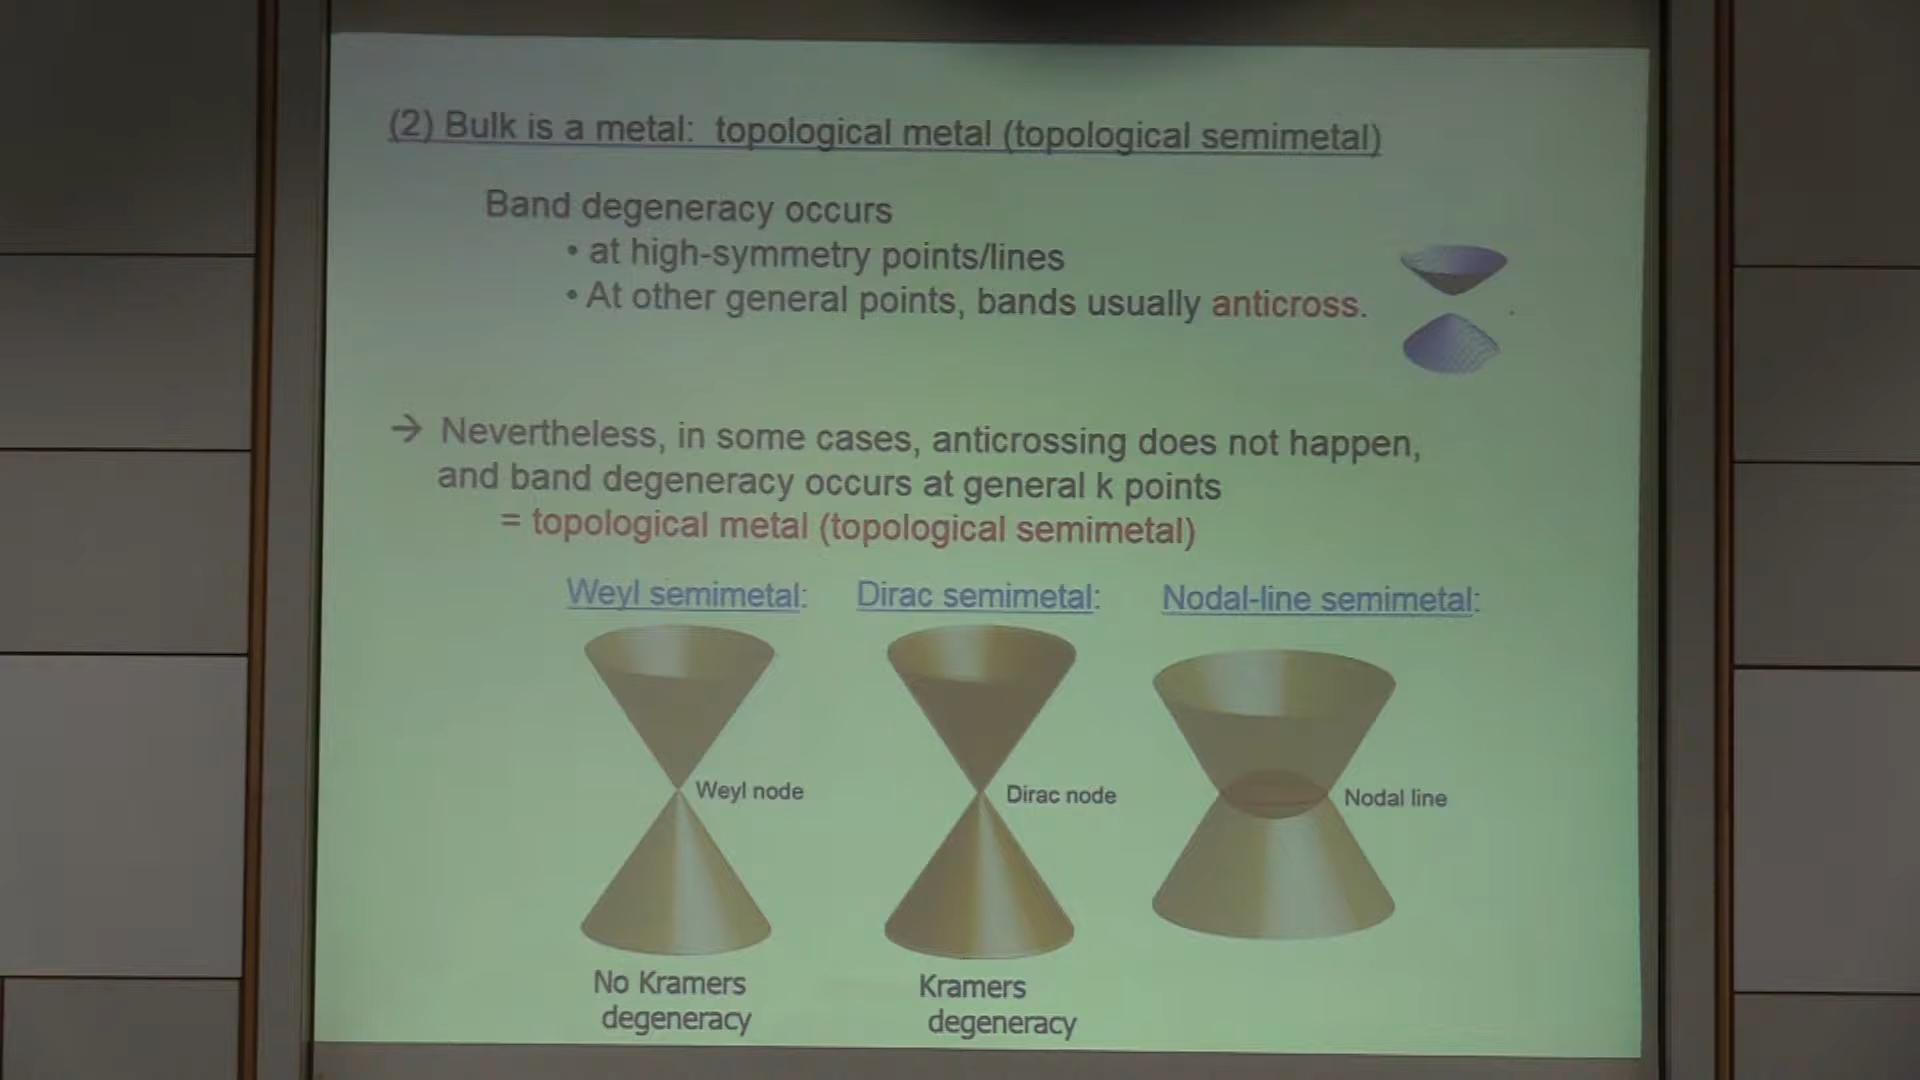 (2) Bulk is a metal: topological metal (topological semimetal)
Band degeneracy occurs
• at high-symmetry points/lines
• At other general points, bands usually anticross.
→ Nevertheless, in some cases, anticrossing does not happen,
and band degeneracy occurs at general k points
= topological metal (topological semimetal)
Weyl semimetal: Dirac semimetal: Nodal-line semimetal:
Weyl node Dirac node Nodal line
No Kramers
degeneracy
Kramers
degeneracy